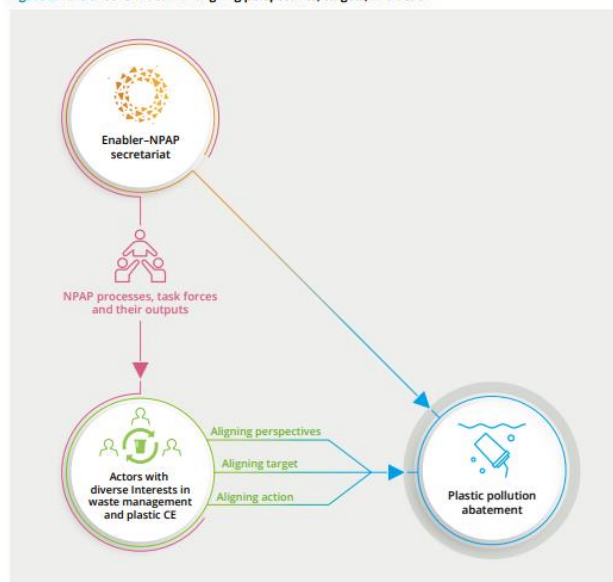 Enabler–NPAP
secretariat
NPAP processes, task forces
and their outputs
Aligning perspectives
Aligning target
Aligning action
Actors with
diverse Interests in
waste management
and plastic CE
Plastic pollution
abatement